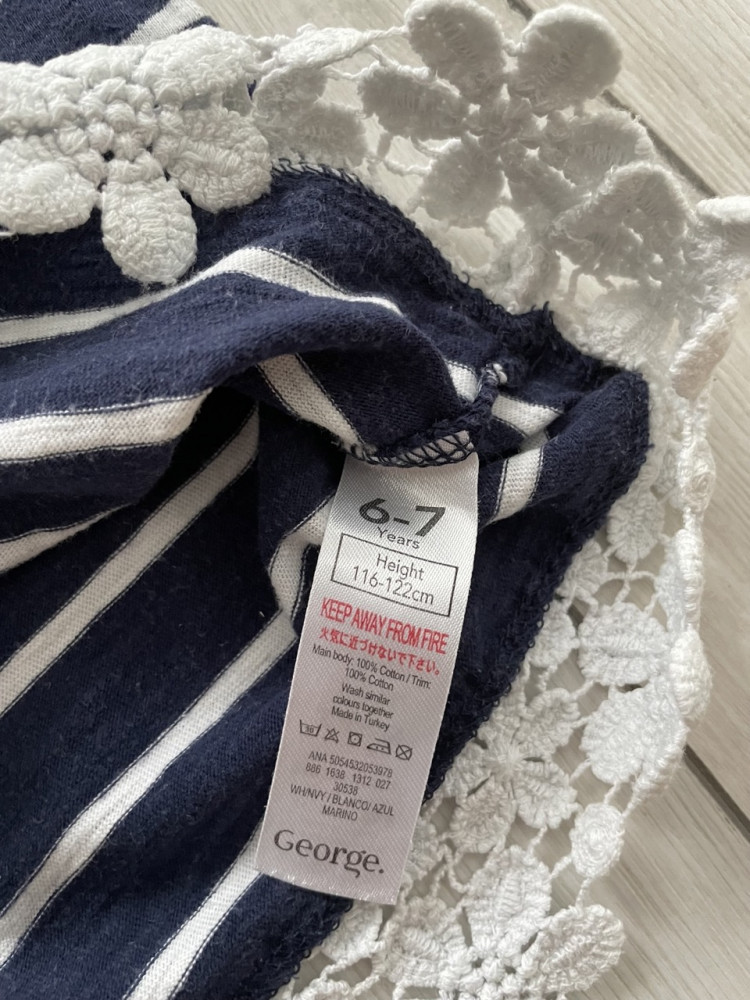 6-7
Years
Height
116-122cm
KEEP AWAY FROM FIRE
火気に近づけないで下さい。
Main body: 100% Cotton / Trim:
100% Cotton
Wash similar
colours together
Made in Turkey
ANA 5054532053978
886 1638 1312 027
30538
WH/NVY / BLANCO/ AZUL
MARINO
George.